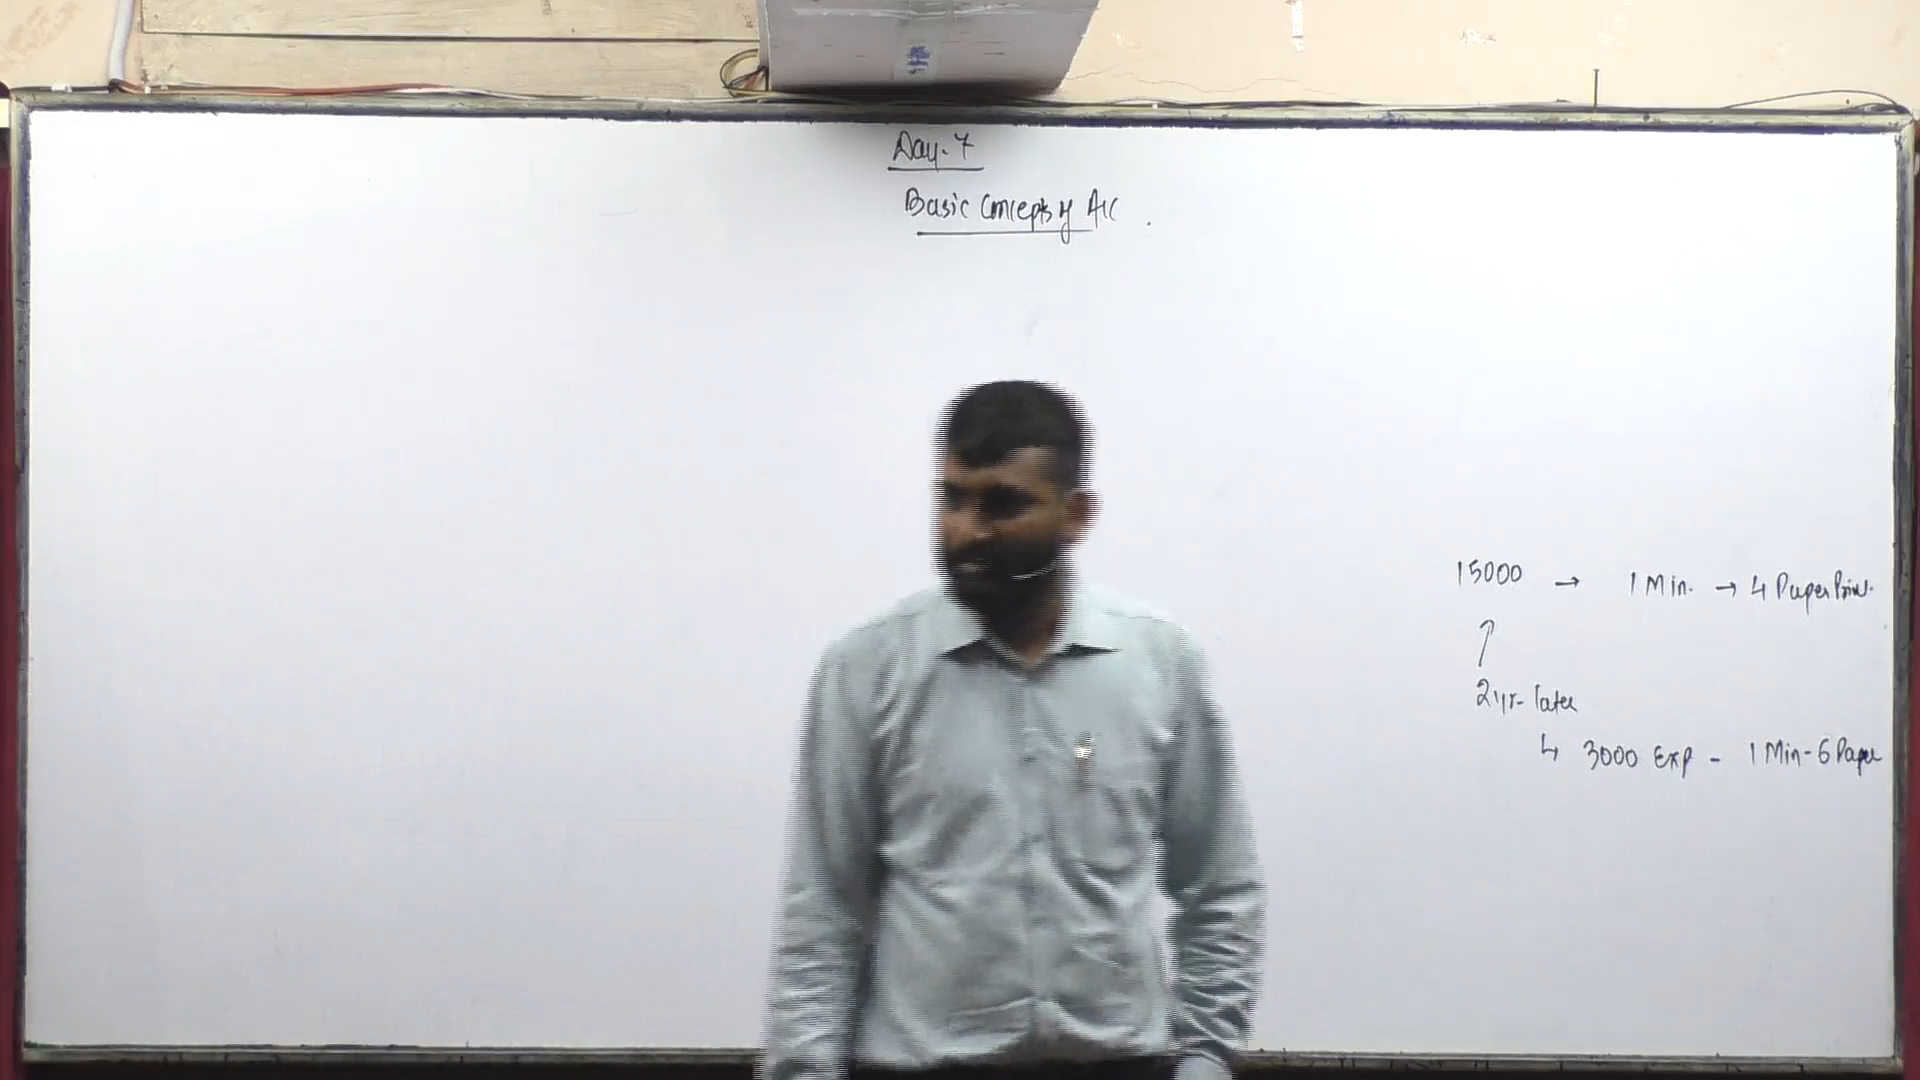 Day-7
Basic Concepts of A/c
15000 → 1 Min. → 4 Paper Print.
↑
2 yr. later
↳ 3000 Exp - 1 Min - 6 Paper